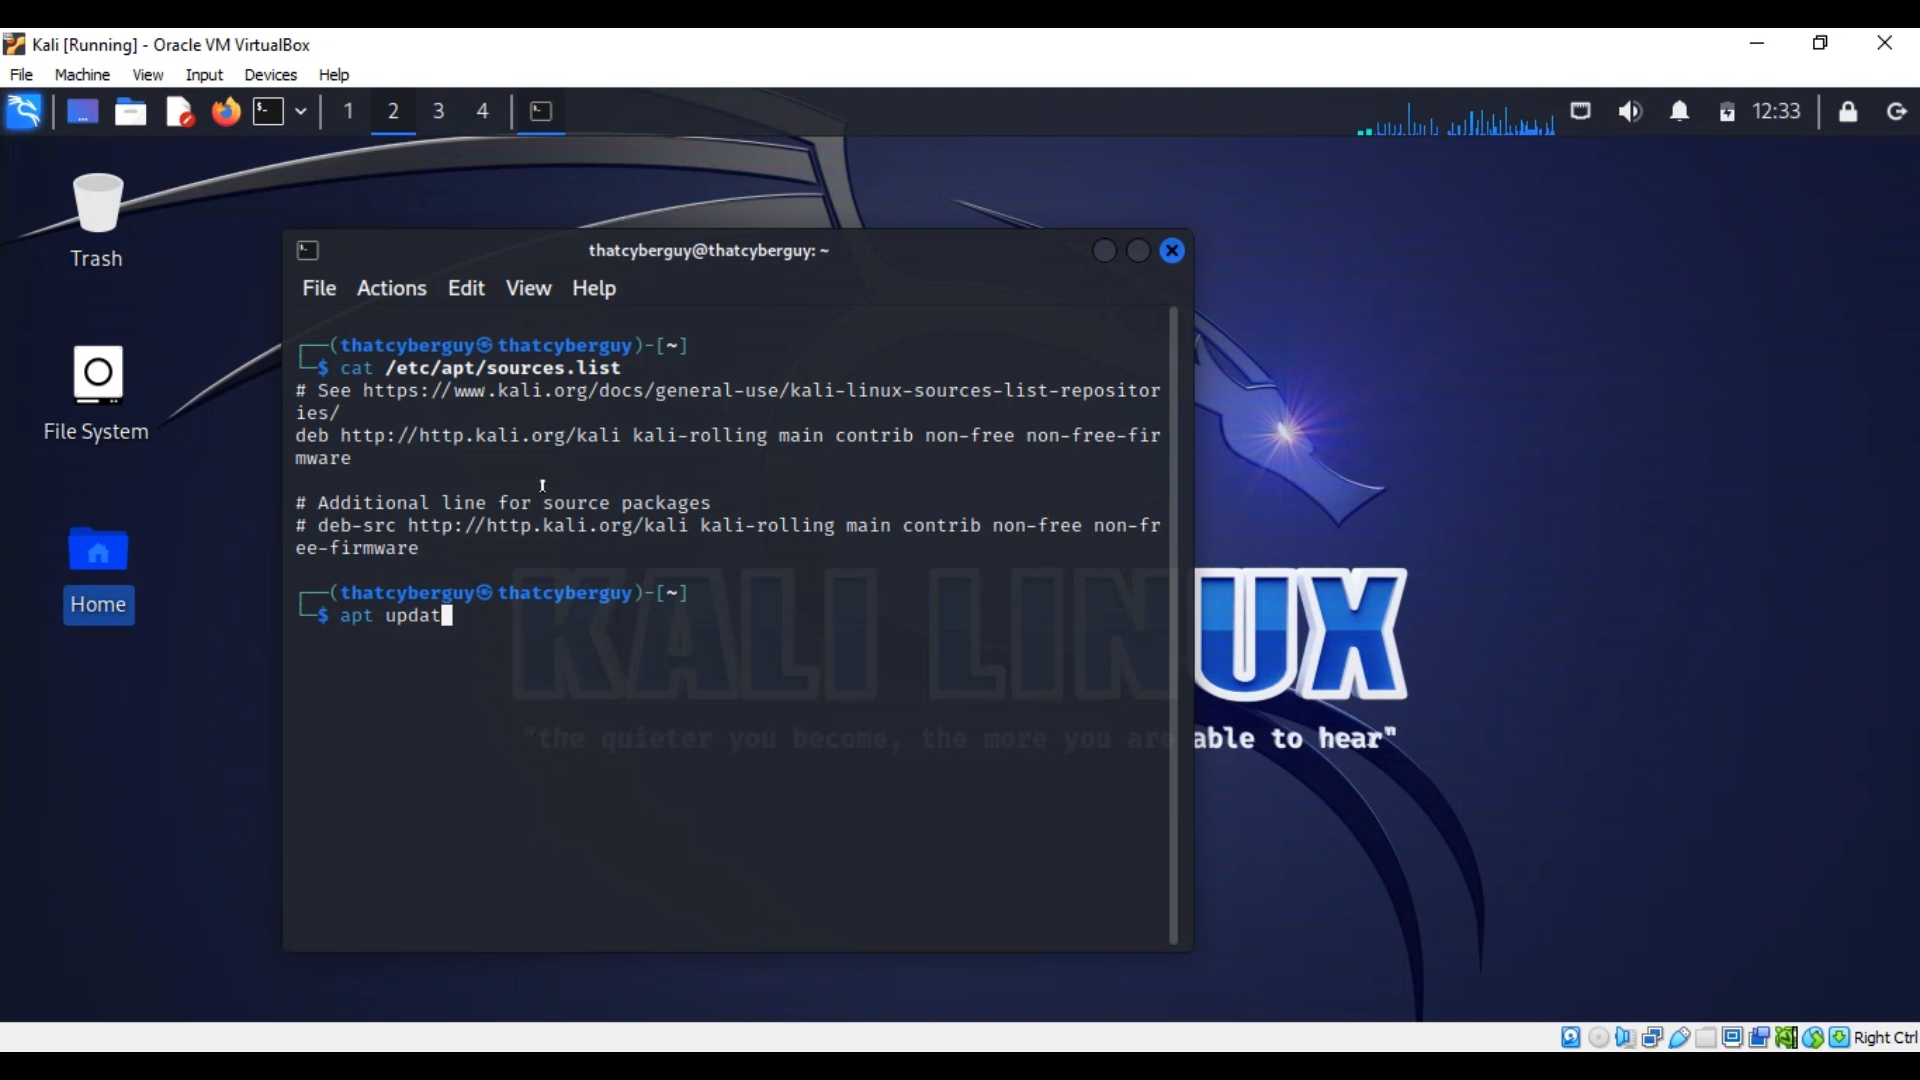 Kali [Running] - Oracle VM VirtualBox
File Machine View Input Devices Help
1 2 3 4 12:33
Trash
File System
Home
thatcyberguy@thatcyberguy: ~
File Actions Edit View Help
┌──(thatcyberguy㉿thatcyberguy)-[~]
└─$ cat /etc/apt/sources.list
# See https://www.kali.org/docs/general-use/kali-linux-sources-list-repositor
ies/
deb http://http.kali.org/kali kali-rolling main contrib non-free non-free-fir
mware
# Additional line for source packages
# deb-src http://http.kali.org/kali kali-rolling main contrib non-free non-fr
ee-firmware
┌──(thatcyberguy㉿thatcyberguy)-[~]
└─$ apt updat
KALI LINUX
"the quieter you become, the more you are able to hear"
Right Ctrl